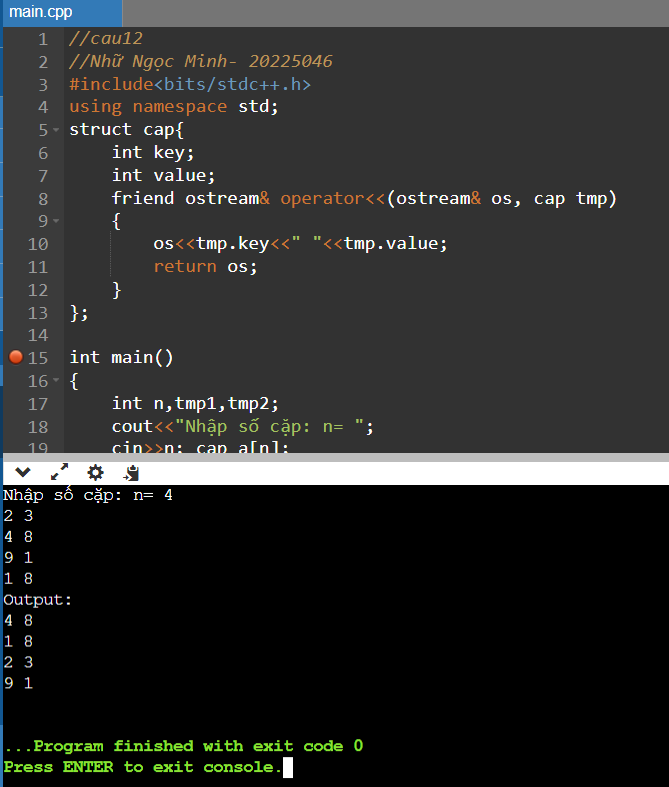 main.cpp
1 //cau12
2 //Nhữ Ngọc Minh- 20225046
3 #include<bits/stdc++.h>
4 using namespace std;
5 struct cap{
6 int key;
7 int value;
8 friend ostream& operator<<(ostream& os, cap tmp)
9 {
10 os<<tmp.key<<" "<<tmp.value;
11 return os;
12 }
13 };
14
15 int main()
16 {
17 int n,tmp1,tmp2;
18 cout<<"Nhập số cặp: n= ";
19 cin>>n; cap a[n];
Nhập số cặp: n= 4
2 3
4 8
9 1
1 8
Output:
4 8
1 8
2 3
9 1
...Program finished with exit code 0
Press ENTER to exit console.